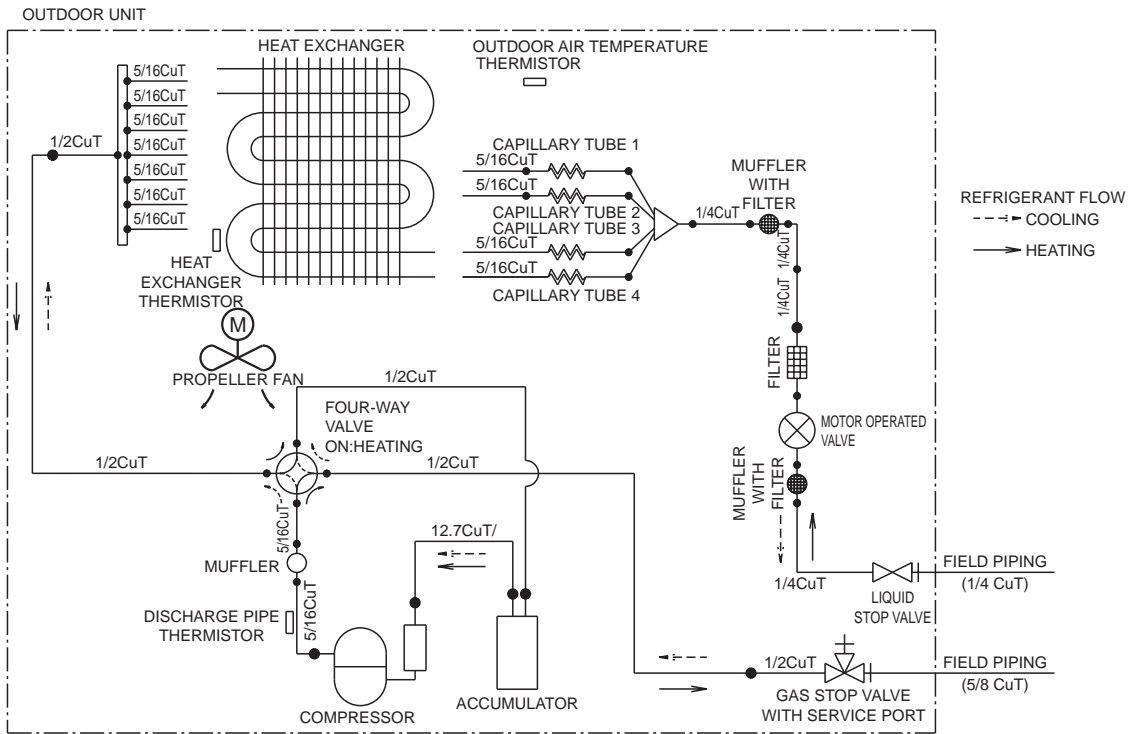 OUTDOOR UNIT
HEAT EXCHANGER
OUTDOOR AIR TEMPERATURE
THERMISTOR
5/16CuT
5/16CuT
5/16CuT
5/16CuT
5/16CuT
5/16CuT
5/16CuT
1/2CuT
CAPILLARY TUBE 1
5/16CuT
5/16CuT
CAPILLARY TUBE 2
CAPILLARY TUBE 3
5/16CuT
5/16CuT
CAPILLARY TUBE 4
MUFFLER
WITH
FILTER
1/4CuT
1/4CuT
1/4CuT
REFRIGERANT FLOW
COOLING
HEATING
HEAT
EXCHANGER
THERMISTOR
M
PROPELLER FAN
FILTER
MOTOR OPERATED
VALVE
MUFFLER
WITH
FILTER
1/2CuT
FOUR-WAY
VALVE
ON:HEATING
1/2CuT
1/2CuT
5/16CuT
MUFFLER
12.7CuT/
DISCHARGE PIPE
THERMISTOR
5/16CuT
COMPRESSOR
ACCUMULATOR
1/4CuT
LIQUID
STOP VALVE
FIELD PIPING
(1/4 CuT)
1/2CuT
GAS STOP VALVE
WITH SERVICE PORT
FIELD PIPING
(5/8 CuT)